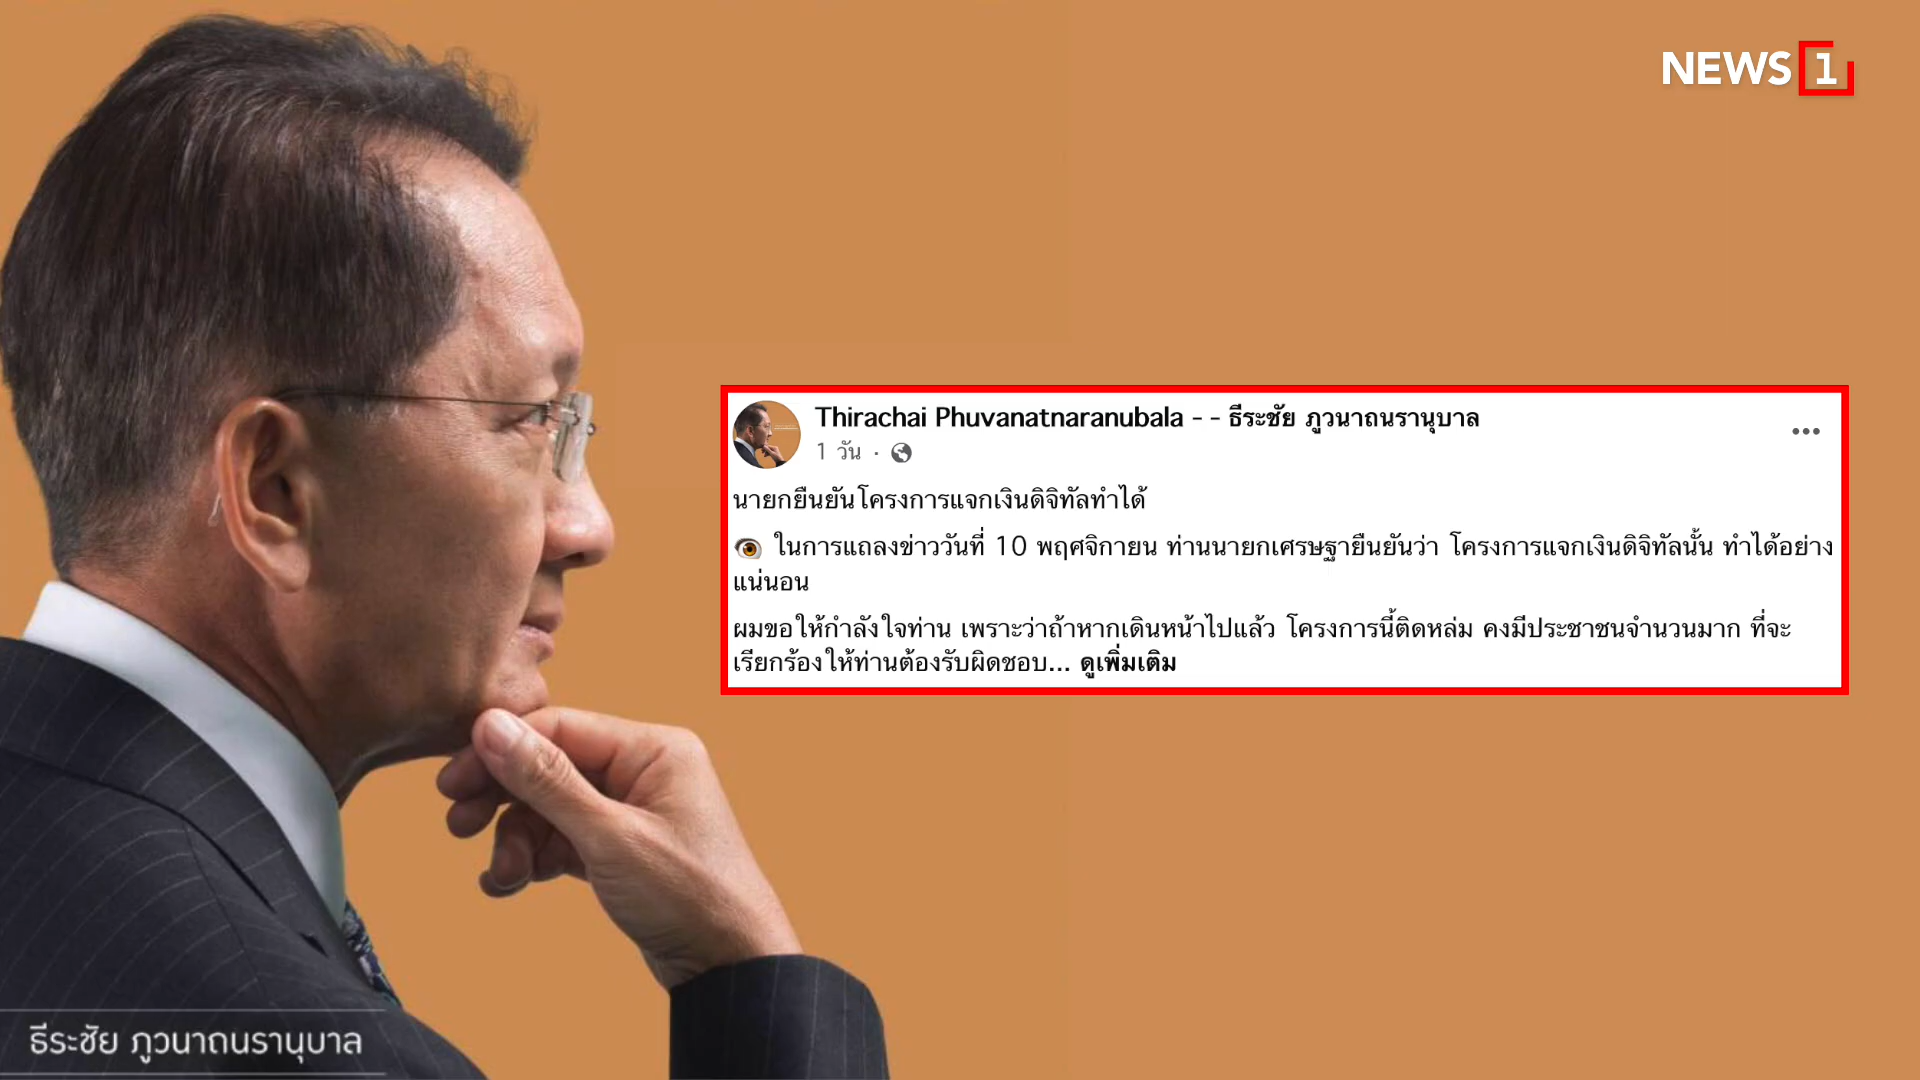 NEWS 1
Thirachai Phuvanatnaranubala - - ธีระชัย ภูวนาถนรานุบาล
1 วัน ·
นายกยืนยันโครงการแจกเงินดิจิทัลทำได้
👁 ในการแถลงข่าววันที่ 10 พฤศจิกายน ท่านนายกเศรษฐายืนยันว่า โครงการแจกเงินดิจิทัลนั้น ทำได้อย่าง
แน่นอน
ผมขอให้กำลังใจท่าน เพราะว่าถ้าหากเดินหน้าไปแล้ว โครงการนี้ติดหล่ม คงมีประชาชนจำนวนมาก ที่จะ
เรียกร้องให้ท่านต้องรับผิดชอบ... ดูเพิ่มเติม
ธีระชัย ภูวนาถนรานุบาล